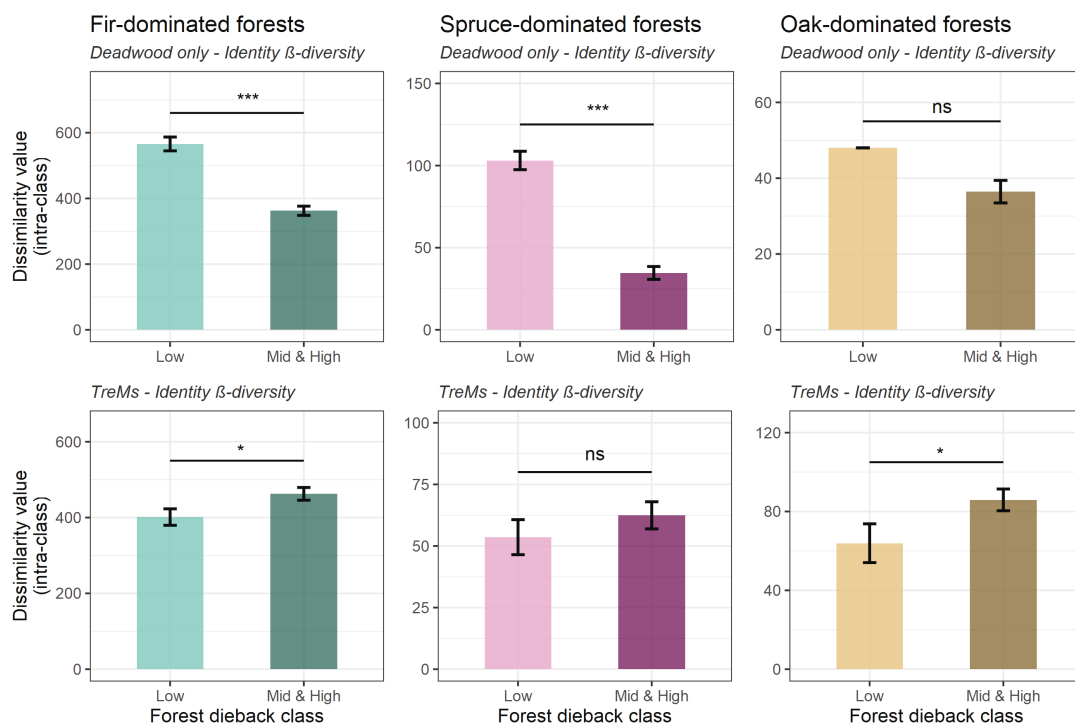 Fir-dominated forests
Spruce-dominated forests
Oak-dominated forests
Deadwood only - Identity ß-diversity
Deadwood only - Identity ß-diversity
Deadwood only - Identity ß-diversity
Dissimilarity value
(intra-class)
600
400
200
0
***
Low
Mid & High
150
100
50
0
***
Low
Mid & High
60
40
20
0
ns
Low
Mid & High
TreMs - Identity ß-diversity
TreMs - Identity ß-diversity
TreMs - Identity ß-diversity
Dissimilarity value
(intra-class)
600
400
200
0
*
Low
Mid & High
Forest dieback class
100
75
50
25
0
ns
Low
Mid & High
Forest dieback class
120
80
40
0
*
Low
Mid & High
Forest dieback class